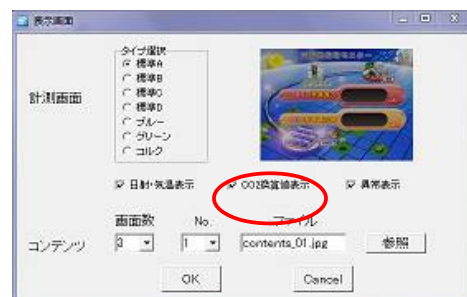 表示画面
タイプ選択
標準A
標準B
標準C
標準D
計測画面
ブルー
グリーン
コルク
日射・気温表示 CO2換算値表示 異常表示
画面数 No. ファイル
コンテンツ 3 1 contents_01.jpg 参照
OK Cancel